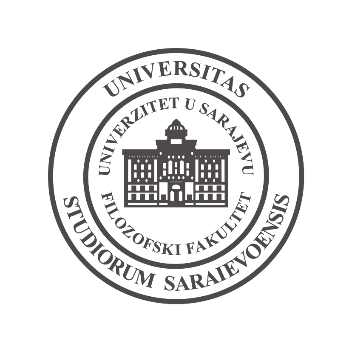 UNIVERSITAS
STUDIORUM SARAIEVOENSIS
UNIVERZITET U SARAJEVU
FILOZOFSKI FAKULTET